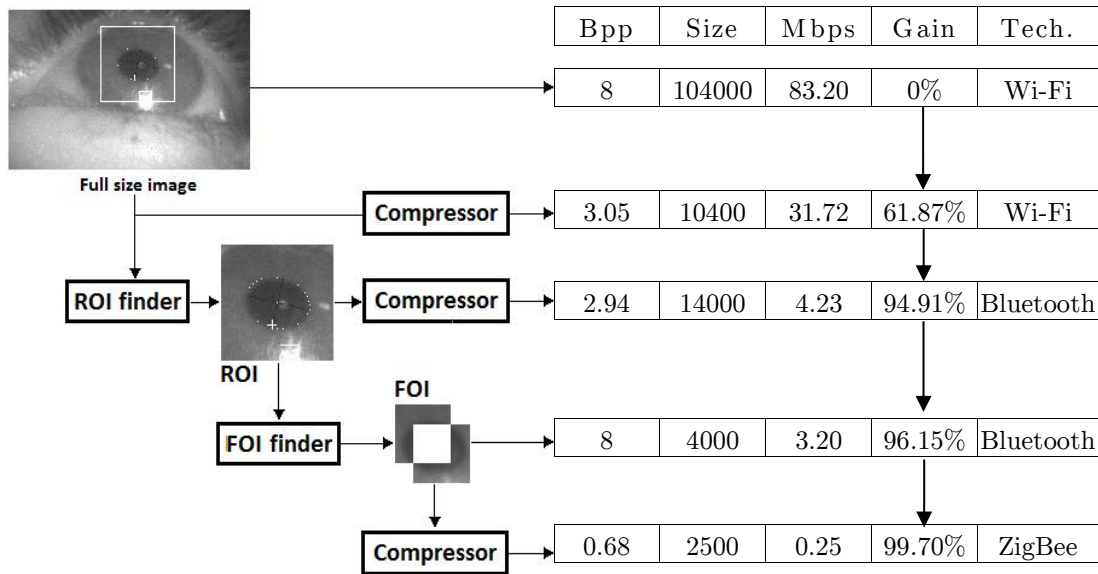 Bpp Size Mbps Gain Tech.
8 104000 83.20 0% Wi-Fi
Full size image
Compressor 3.05 10400 31.72 61.87% Wi-Fi
ROI finder Compressor 2.94 14000 4.23 94.91% Bluetooth
ROI
FOI
FOI finder 8 4000 3.20 96.15% Bluetooth
Compressor 0.68 2500 0.25 99.70% ZigBee